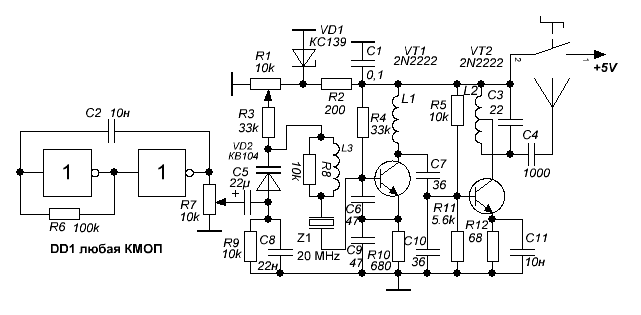 VD1
КС139
C1
0,1
VT1
2N2222
VT2
2N2222
2
1
+5V
R1
10k
R2
200
R3
33k
R4
33k
L1
R5
10k
L2
C3
22
C4
1000
C2 10н
1
1
R6 100k
R7
10k
DD1 любая КМОП
VD2
КВ104
C5
22µ
10k
R8
L3
C6
47
C7
36
R11
5.6k
R12
68
C11
10н
R9
10k
C8
22н
Z1
20 MHz
C9
47
R10
680
C10
36